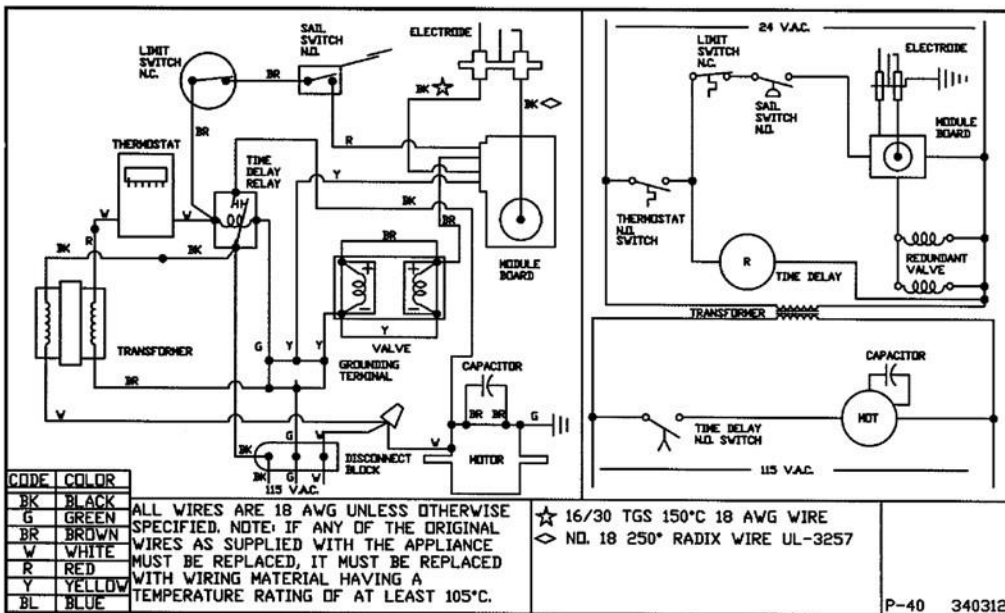 LIMIT
SWITCH
N.C.
SAIL
SWITCH
N.O.
ELECTRODE
BR
BK ☆
BK ◇
BR
R
THERMOSTAT
TIME
DELAY
RELAY
Y
BK
BR
W
W
R
BK
BK
BR
MODULE
BOARD
TRANSFORMER
Y
VALVE
G
Y
Y
GROUNDING
TERMINAL
BR
CAPACITOR
BR
BR
G
W
W
G
W
BK
DISCONNECT
BLOCK
MOTOR
BK
G
W
115 V.A.C.
24 V.A.C.
LIMIT
SWITCH
N.C.
ELECTRODE
SAIL
SWITCH
N.O.
MODULE
BOARD
THERMOSTAT
N.O.
SWITCH
R
TIME DELAY
REDUNDANT
VALVE
TRANSFORMER
CAPACITOR
MOT
TIME DELAY
N.O. SWITCH
115 V.A.C.
CODE COLOR
BK BLACK
G GREEN
BR BROWN
W WHITE
R RED
Y YELLOW
BL BLUE
ALL WIRES ARE 18 AWG UNLESS OTHERWISE
SPECIFIED. NOTE: IF ANY OF THE ORIGINAL
WIRES AS SUPPLIED WITH THE APPLIANCE
MUST BE REPLACED, IT MUST BE REPLACED
WITH WIRING MATERIAL HAVING A
TEMPERATURE RATING OF AT LEAST 105°C.
☆ 16/30 TGS 150°C 18 AWG WIRE
◇ NO. 18 250° RADIX WIRE UL-3257
P-40 340312